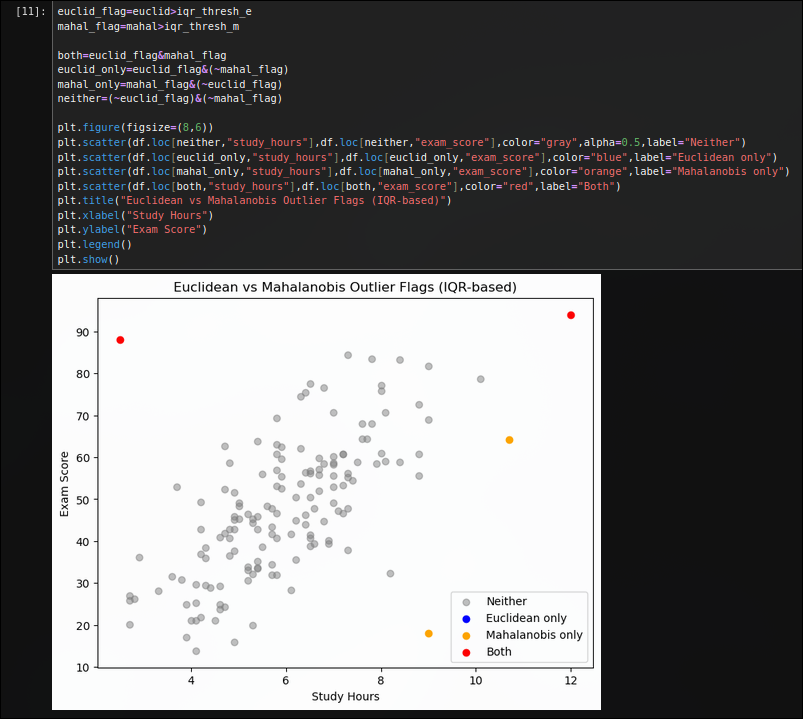 [11]: euclid_flag=euclid>iqr_thresh_e
mahal_flag=mahal>iqr_thresh_m
both=euclid_flag&mahal_flag
euclid_only=euclid_flag&(~mahal_flag)
mahal_only=mahal_flag&(~euclid_flag)
neither=(~euclid_flag)&(~mahal_flag)
plt.figure(figsize=(8,6))
plt.scatter(df.loc[neither,"study_hours"],df.loc[neither,"exam_score"],color="gray",alpha=0.5,label="Neither")
plt.scatter(df.loc[euclid_only,"study_hours"],df.loc[euclid_only,"exam_score"],color="blue",label="Euclidean only")
plt.scatter(df.loc[mahal_only,"study_hours"],df.loc[mahal_only,"exam_score"],color="orange",label="Mahalanobis only")
plt.scatter(df.loc[both,"study_hours"],df.loc[both,"exam_score"],color="red",label="Both")
plt.title("Euclidean vs Mahalanobis Outlier Flags (IQR-based)")
plt.xlabel("Study Hours")
plt.ylabel("Exam Score")
plt.legend()
plt.show()
Euclidean vs Mahalanobis Outlier Flags (IQR-based)
90
80
70
60
50
40
30
20
10
Exam Score
Neither
Euclidean only
Mahalanobis only
Both
4 6 8 10 12
Study Hours